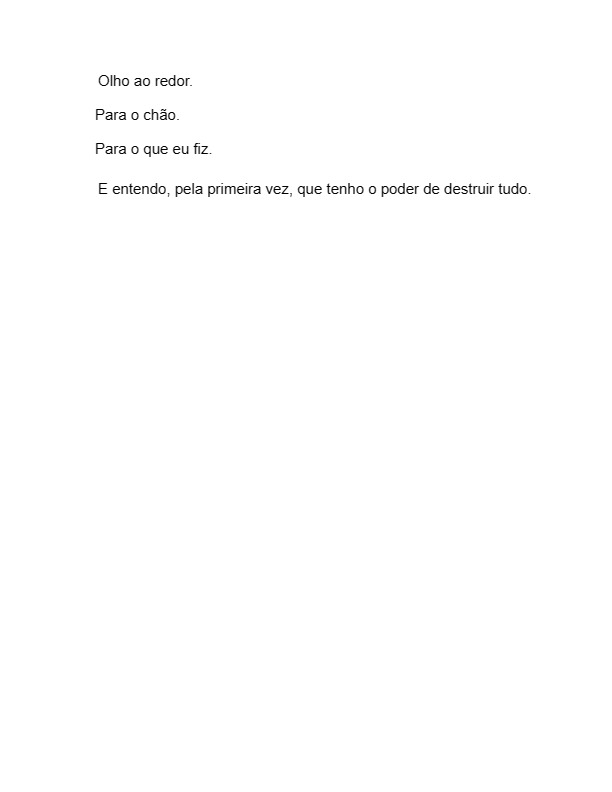 Olho ao redor.
Para o chão.
Para o que eu fiz.
E entendo, pela primeira vez, que tenho o poder de destruir tudo.